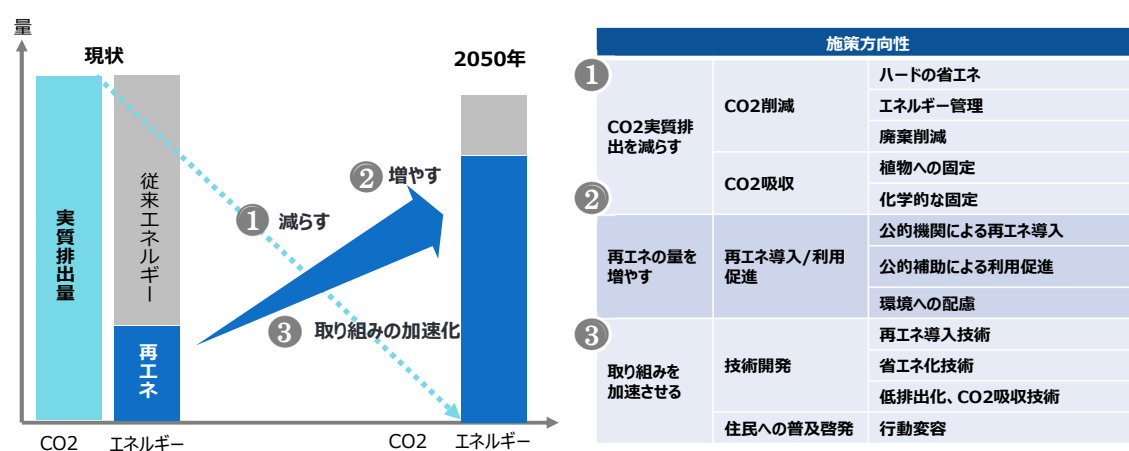 量
現状
2050年
従来エネルギー
実質排出量
再エネ
② 増やす
① 減らす
③ 取り組みの加速化
CO2
エネルギー
CO2
エネルギー
施策方向性
①
CO2実質排
出を減らす
CO2削減
ハードの省エネ
エネルギー管理
廃棄削減
CO2吸収
植物への固定
化学的な固定
②
再エネの量を
増やす
再エネ導入/利用
促進
公的機関による再エネ導入
公的補助による利用促進
環境への配慮
③
取り組みを
加速させる
技術開発
再エネ導入技術
省エネ化技術
低排出化、CO2吸収技術
住民への普及啓発
行動変容